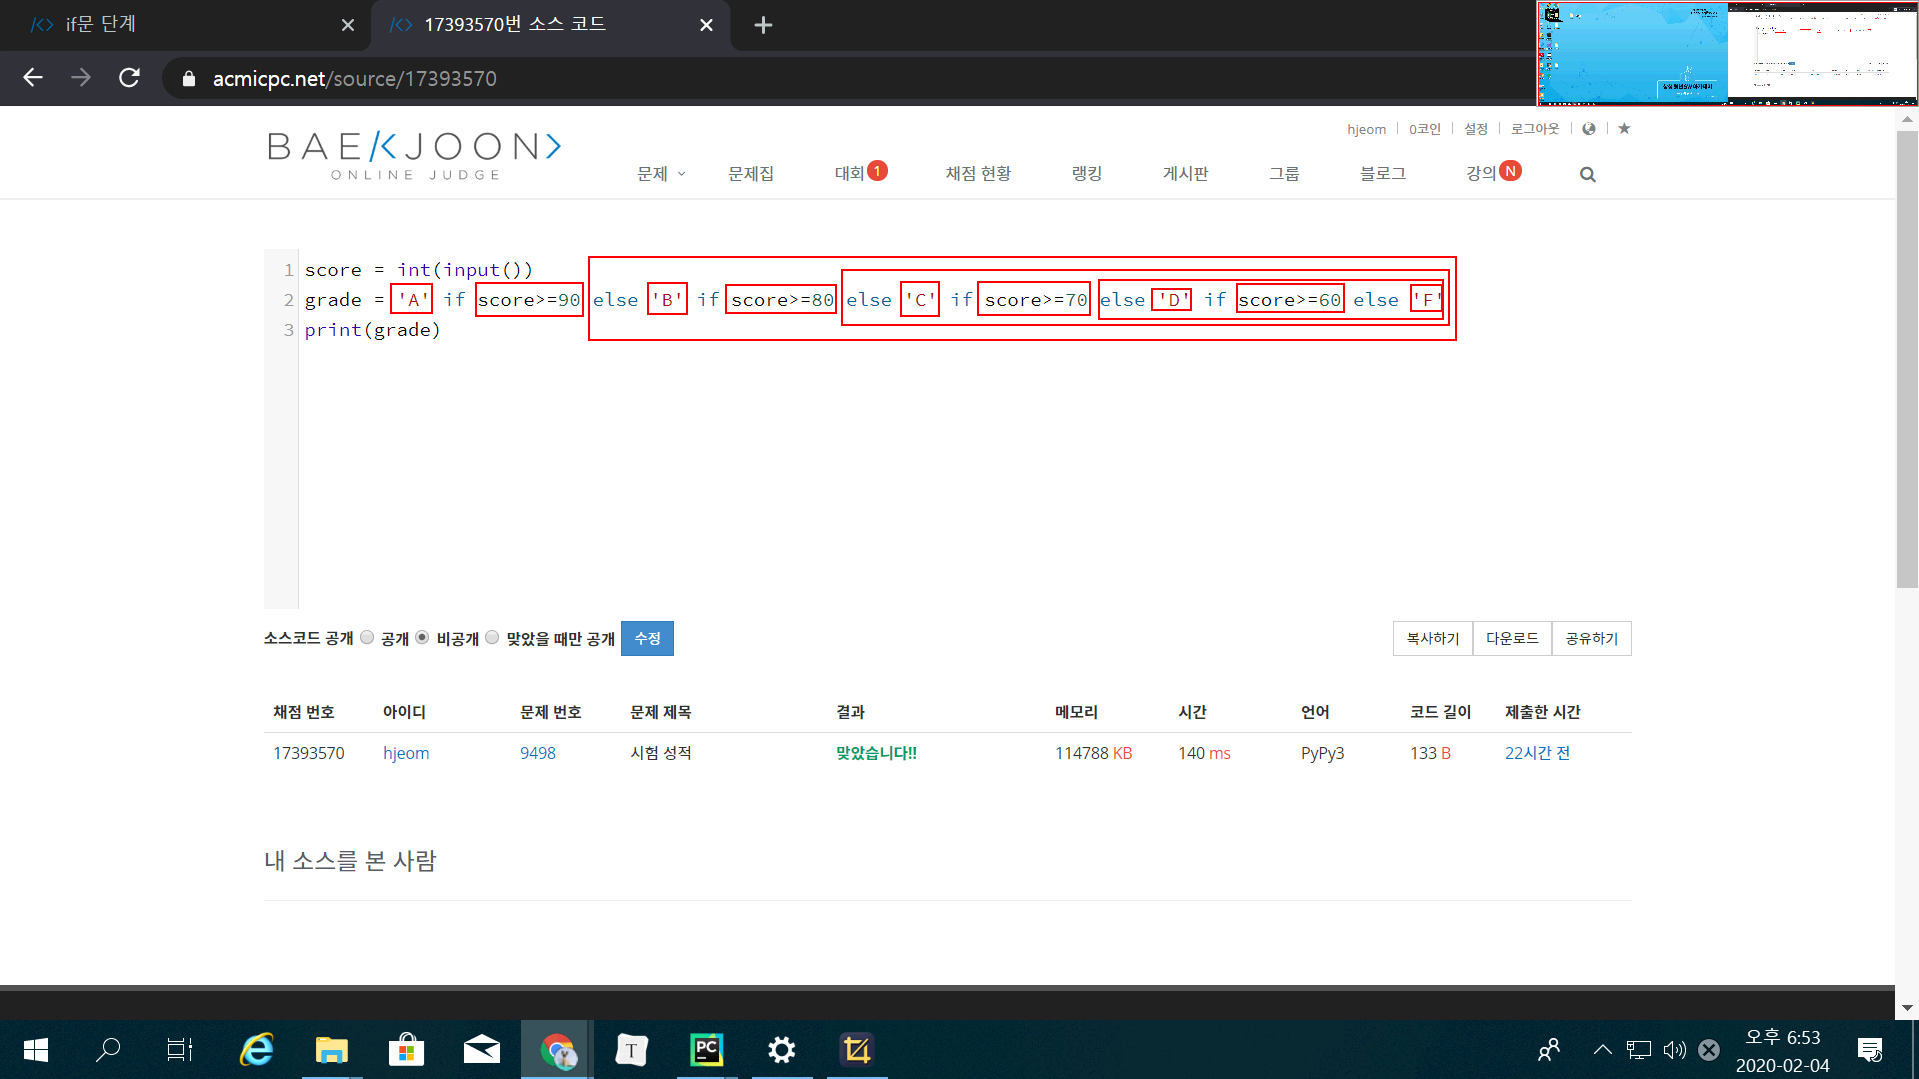 if문 단계
17393570번 소스 코드
acmicpc.net/source/17393570
hjeom
0코인
설정
로그아웃
BAE/<JOON>
ONLINE JUDGE
문제
문제집
대회 1
채점 현황
랭킹
게시판
그룹
블로그
강의 N
1 score = int(input())
2 grade = 'A' if score>=90 else 'B' if score>=80 else 'C' if score>=70 else 'D' if score>=60 else 'F'
3 print(grade)
소스코드 공개 공개 비공개 맞았을 때만 공개 수정
복사하기 다운로드 공유하기
채점 번호 아이디 문제 번호 문제 제목 결과 메모리 시간 언어 코드 길이 제출한 시간
17393570 hjeom 9498 시험 성적 맞았습니다!! 114788 KB 140 ms PyPy3 133 B 22시간 전
내 소스를 본 사람
T
PC
오후 6:53
2020-02-04